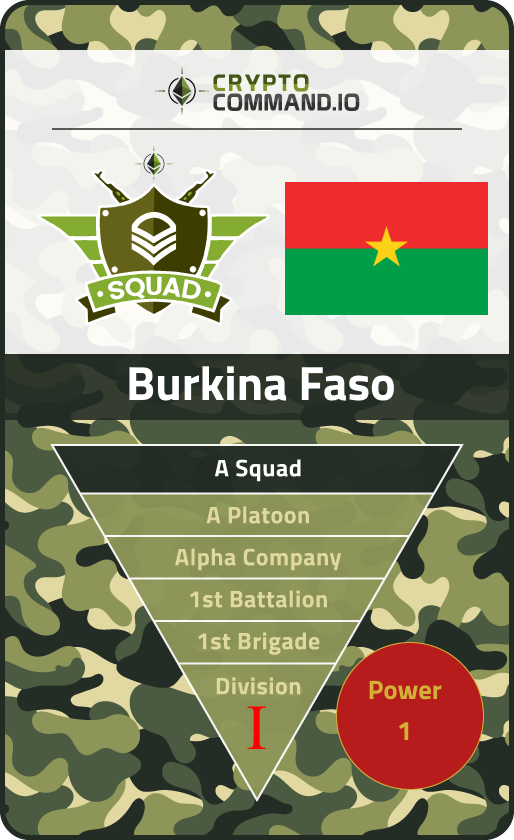 CRYPTO
COMMAND.IO
SQUAD
Burkina Faso
A Squad
A Platoon
Alpha Company
1st Battalion
1st Brigade
Division
I
Power
1